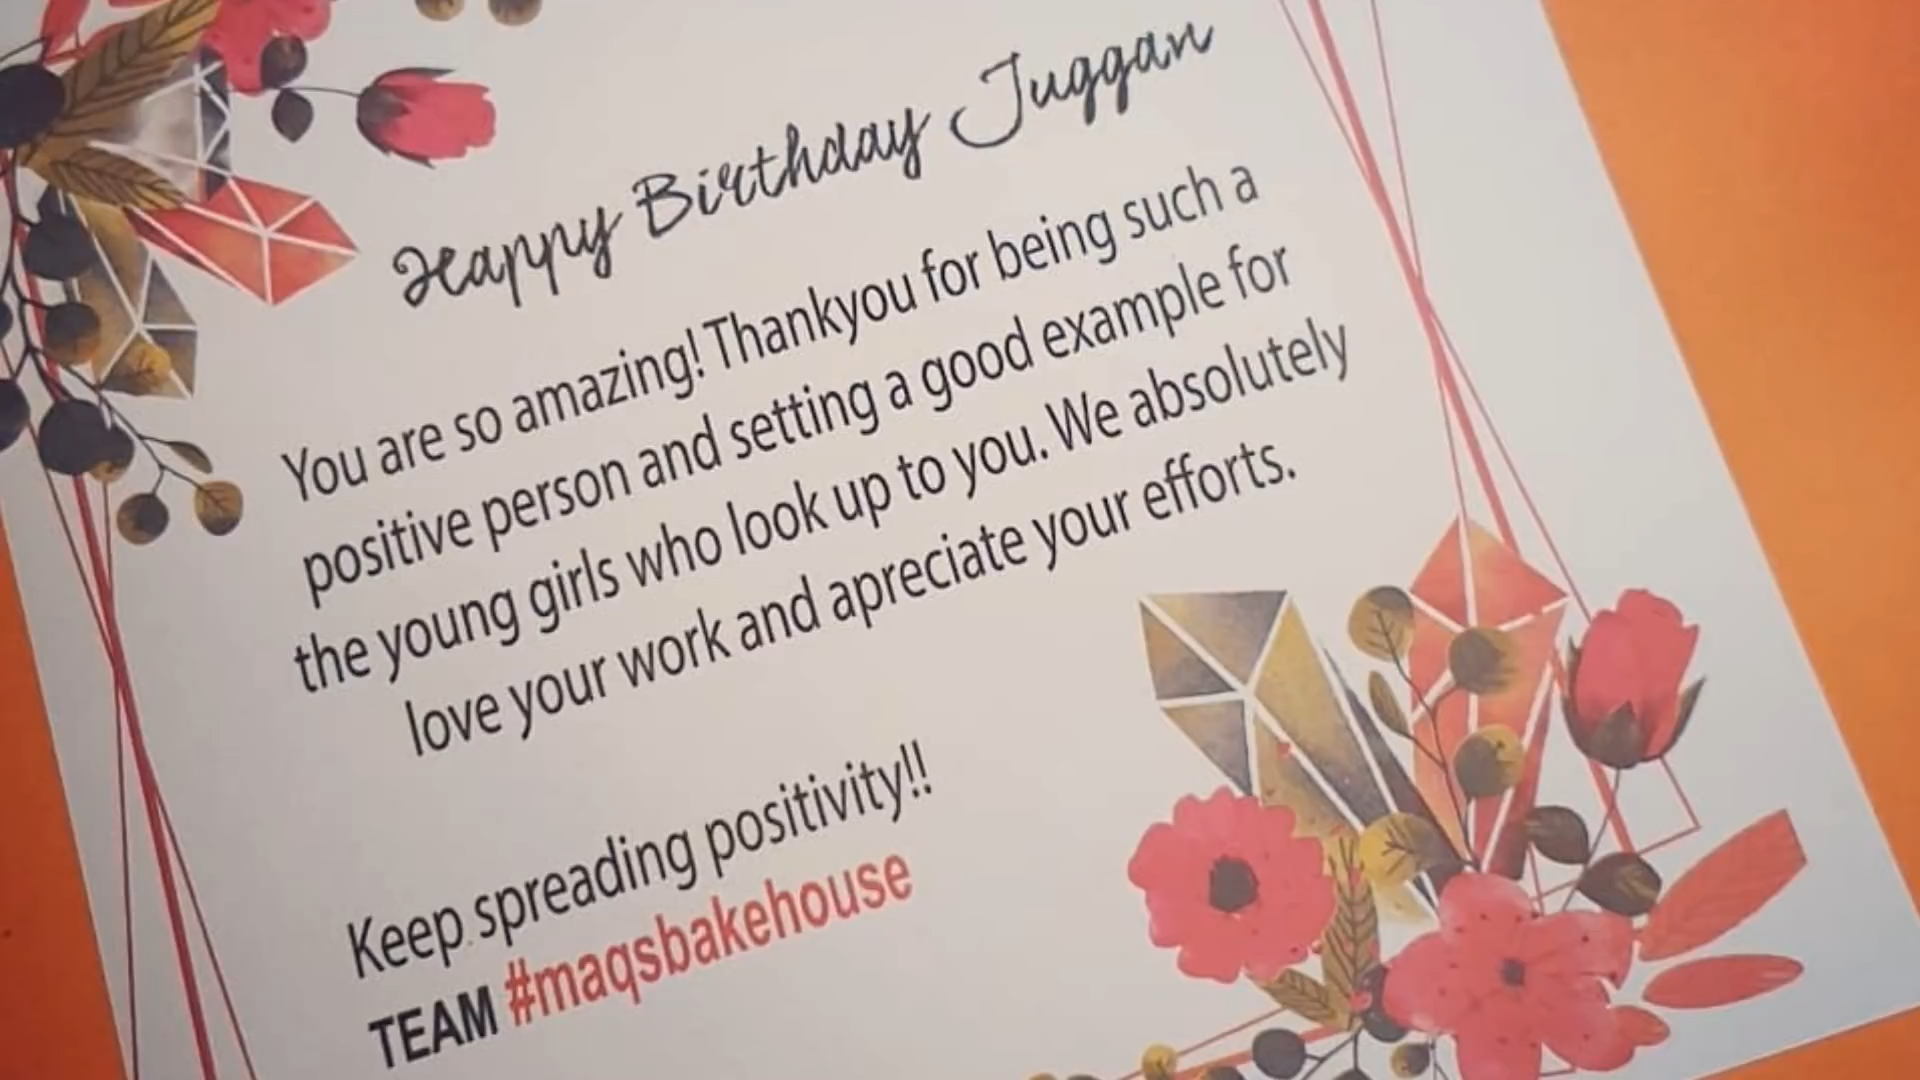 Happy Birthday Juggan
You are so amazing! Thankyou for being such a
positive person and setting a good example for
the young girls who look up to you. We absolutely
love your work and apreciate your efforts.
Keep spreading positivity!!
TEAM #maqsbakehouse